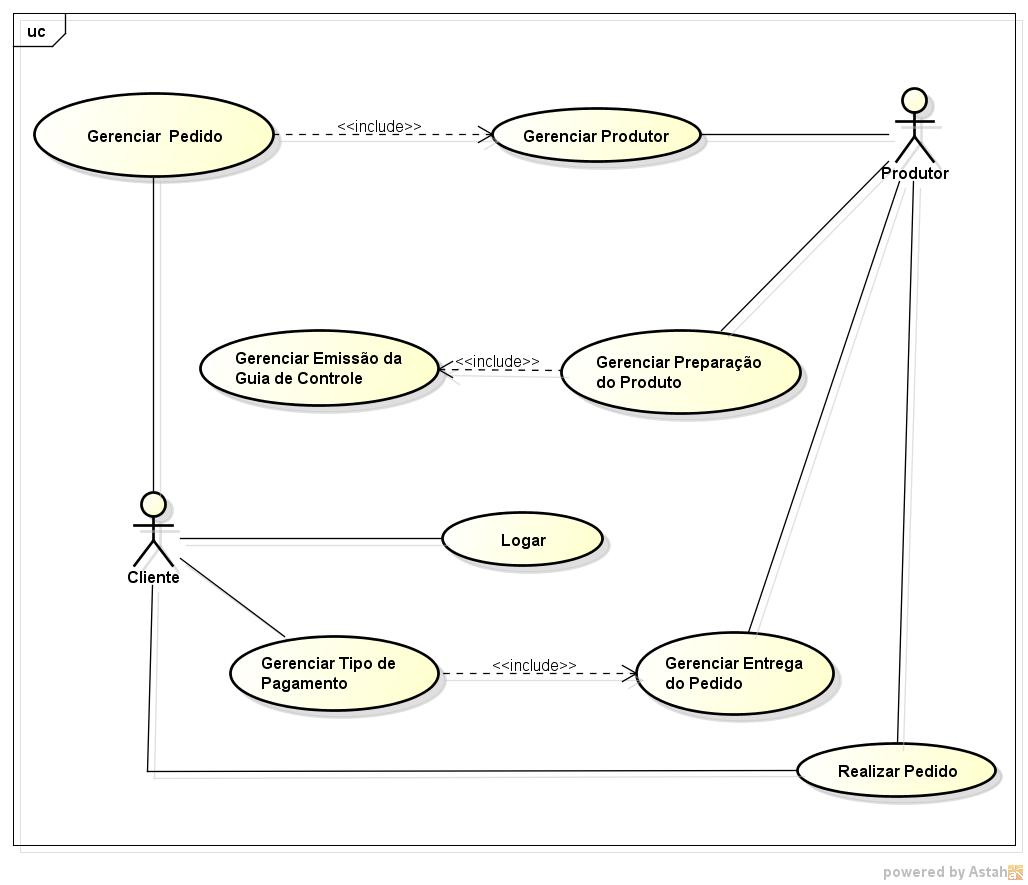 uc
Gerenciar Pedido
<<include>>
Gerenciar Produtor
Produtor
Gerenciar Emissão da
Guia de Controle
<<include>>
Gerenciar Preparação
do Produto
Cliente
Logar
Gerenciar Tipo de
Pagamento
<<include>>
Gerenciar Entrega
do Pedido
Realizar Pedido
powered by Astah